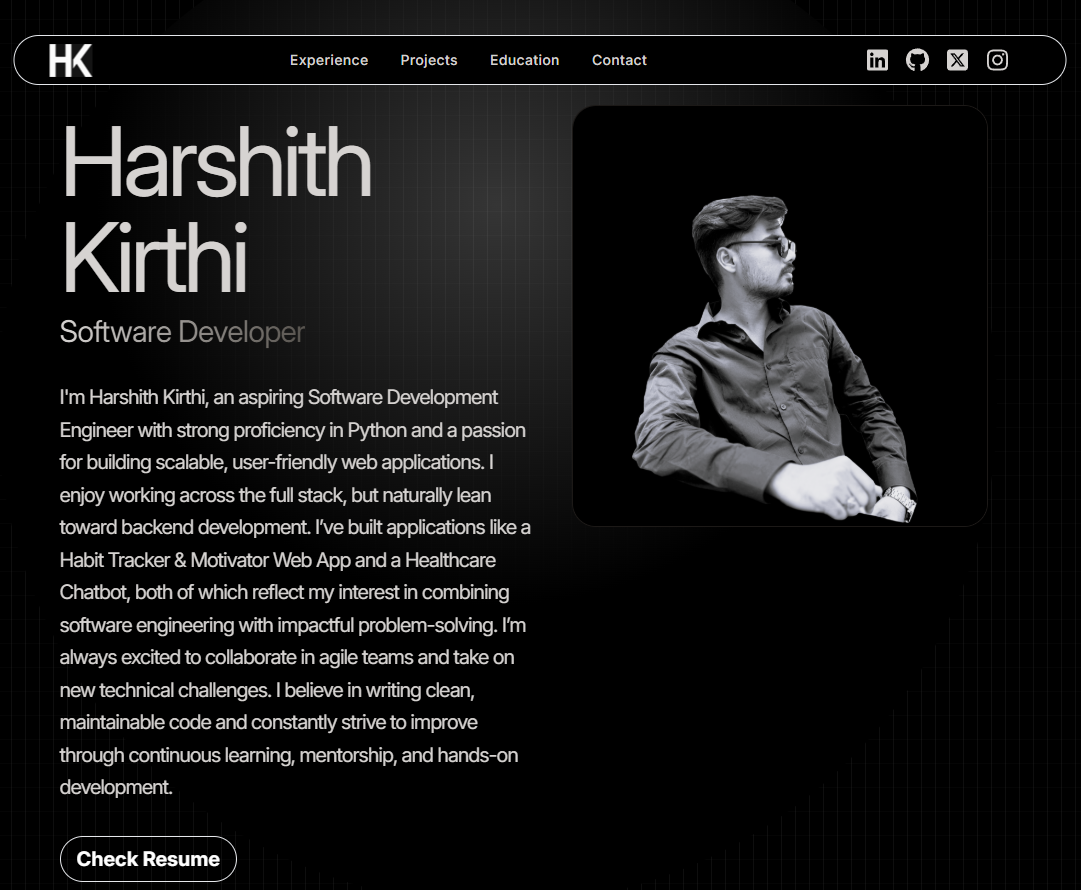 HK
Experience Projects Education Contact
Harshith
Kirthi
Software Developer
I'm Harshith Kirthi, an aspiring Software Development
Engineer with strong proficiency in Python and a passion
for building scalable, user-friendly web applications. I
enjoy working across the full stack, but naturally lean
toward backend development. I’ve built applications like a
Habit Tracker & Motivator Web App and a Healthcare
Chatbot, both of which reflect my interest in combining
software engineering with impactful problem-solving. I’m
always excited to collaborate in agile teams and take on
new technical challenges. I believe in writing clean,
maintainable code and constantly strive to improve
through continuous learning, mentorship, and hands-on
development.
Check Resume